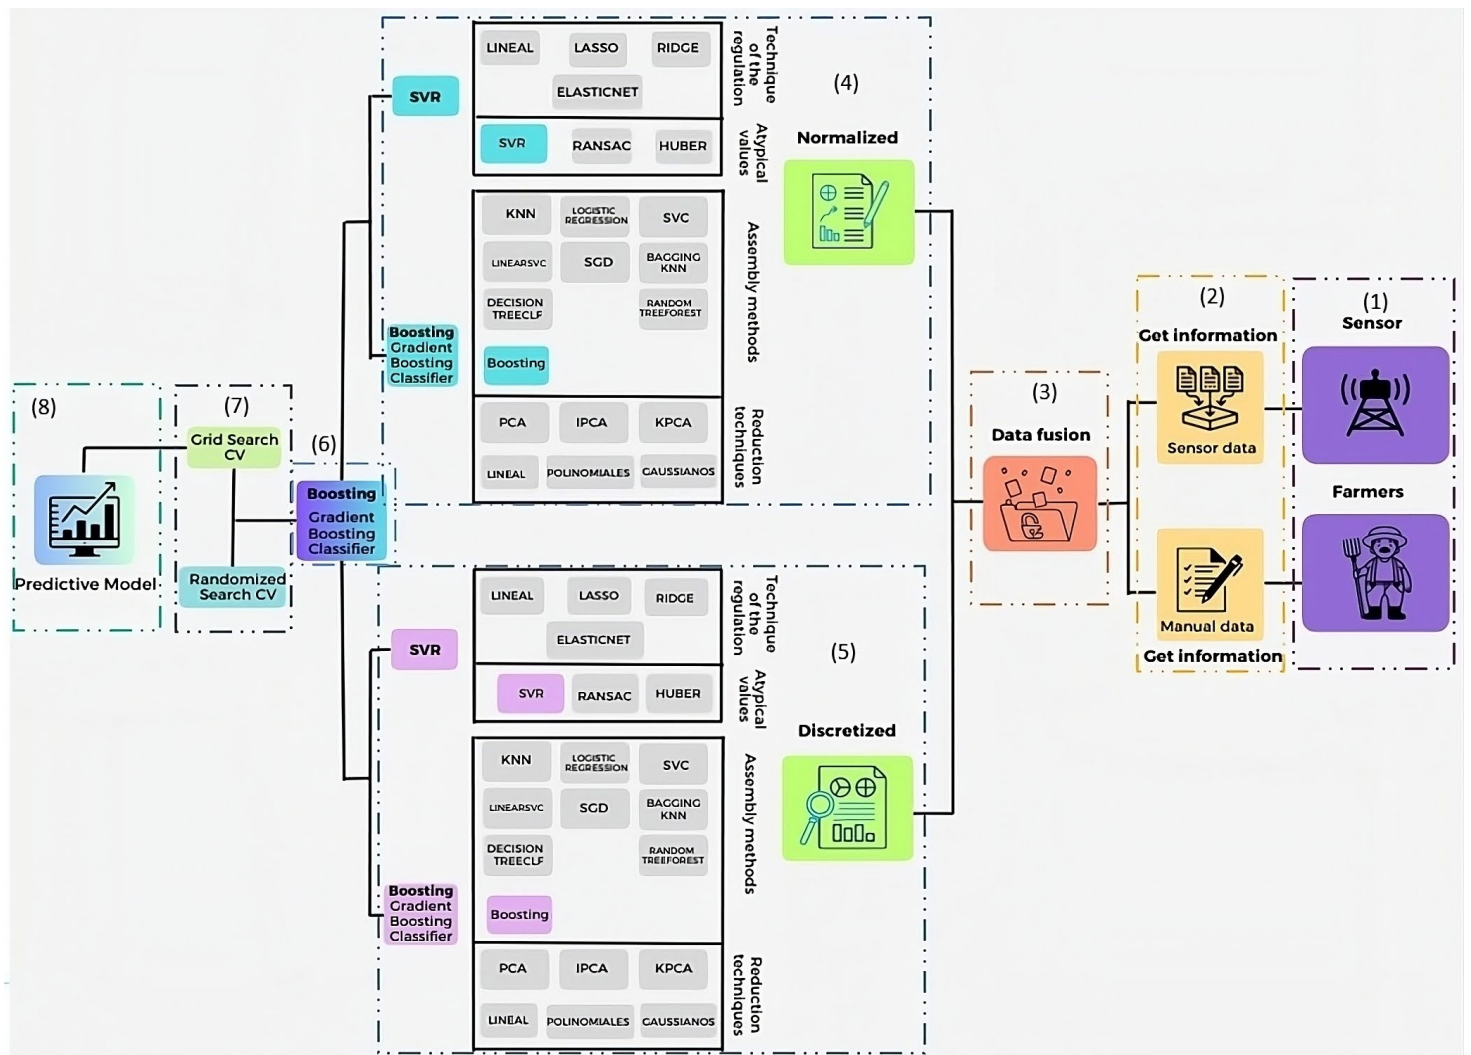 (8)
Predictive Model
(7)
Grid Search
CV
Randomized
Search CV
(6)
Boosting
Gradient
Boosting
Classifier
SVR
Boosting
Gradient
Boosting
Classifier
LINEAL
LASSO
RIDGE
ELASTICNET
Technique
of the
regulation
SVR
RANSAC
HUBER
Atypical
values
KNN
LOGISTIC
REGRESSION
SVC
LINEARSVC
SGD
BAGGING
KNN
DECISION
TREECLF
RANDOM
TREEFOREST
Boosting
Assembly methods
PCA
IPCA
KPCA
LINEAL
POLINOMIALES
GAUSSIANOS
Reduction
techniques
(4)
Normalized
SVR
Boosting
Gradient
Boosting
Classifier
LINEAL
LASSO
RIDGE
ELASTICNET
Technique
of the
regulation
SVR
RANSAC
HUBER
Atypical
values
KNN
LOGISTIC
REGRESSION
SVC
LINEARSVC
SGD
BAGGING
KNN
DECISION
TREECLF
RANDOM
TREEFOREST
Boosting
Assembly methods
PCA
IPCA
KPCA
LINEAL
POLINOMIALES
GAUSSIANOS
Reduction
techniques
(5)
Discretized
(3)
Data fusion
(2)
Get information
Sensor data
Manual data
Get information
(1)
Sensor
Farmers